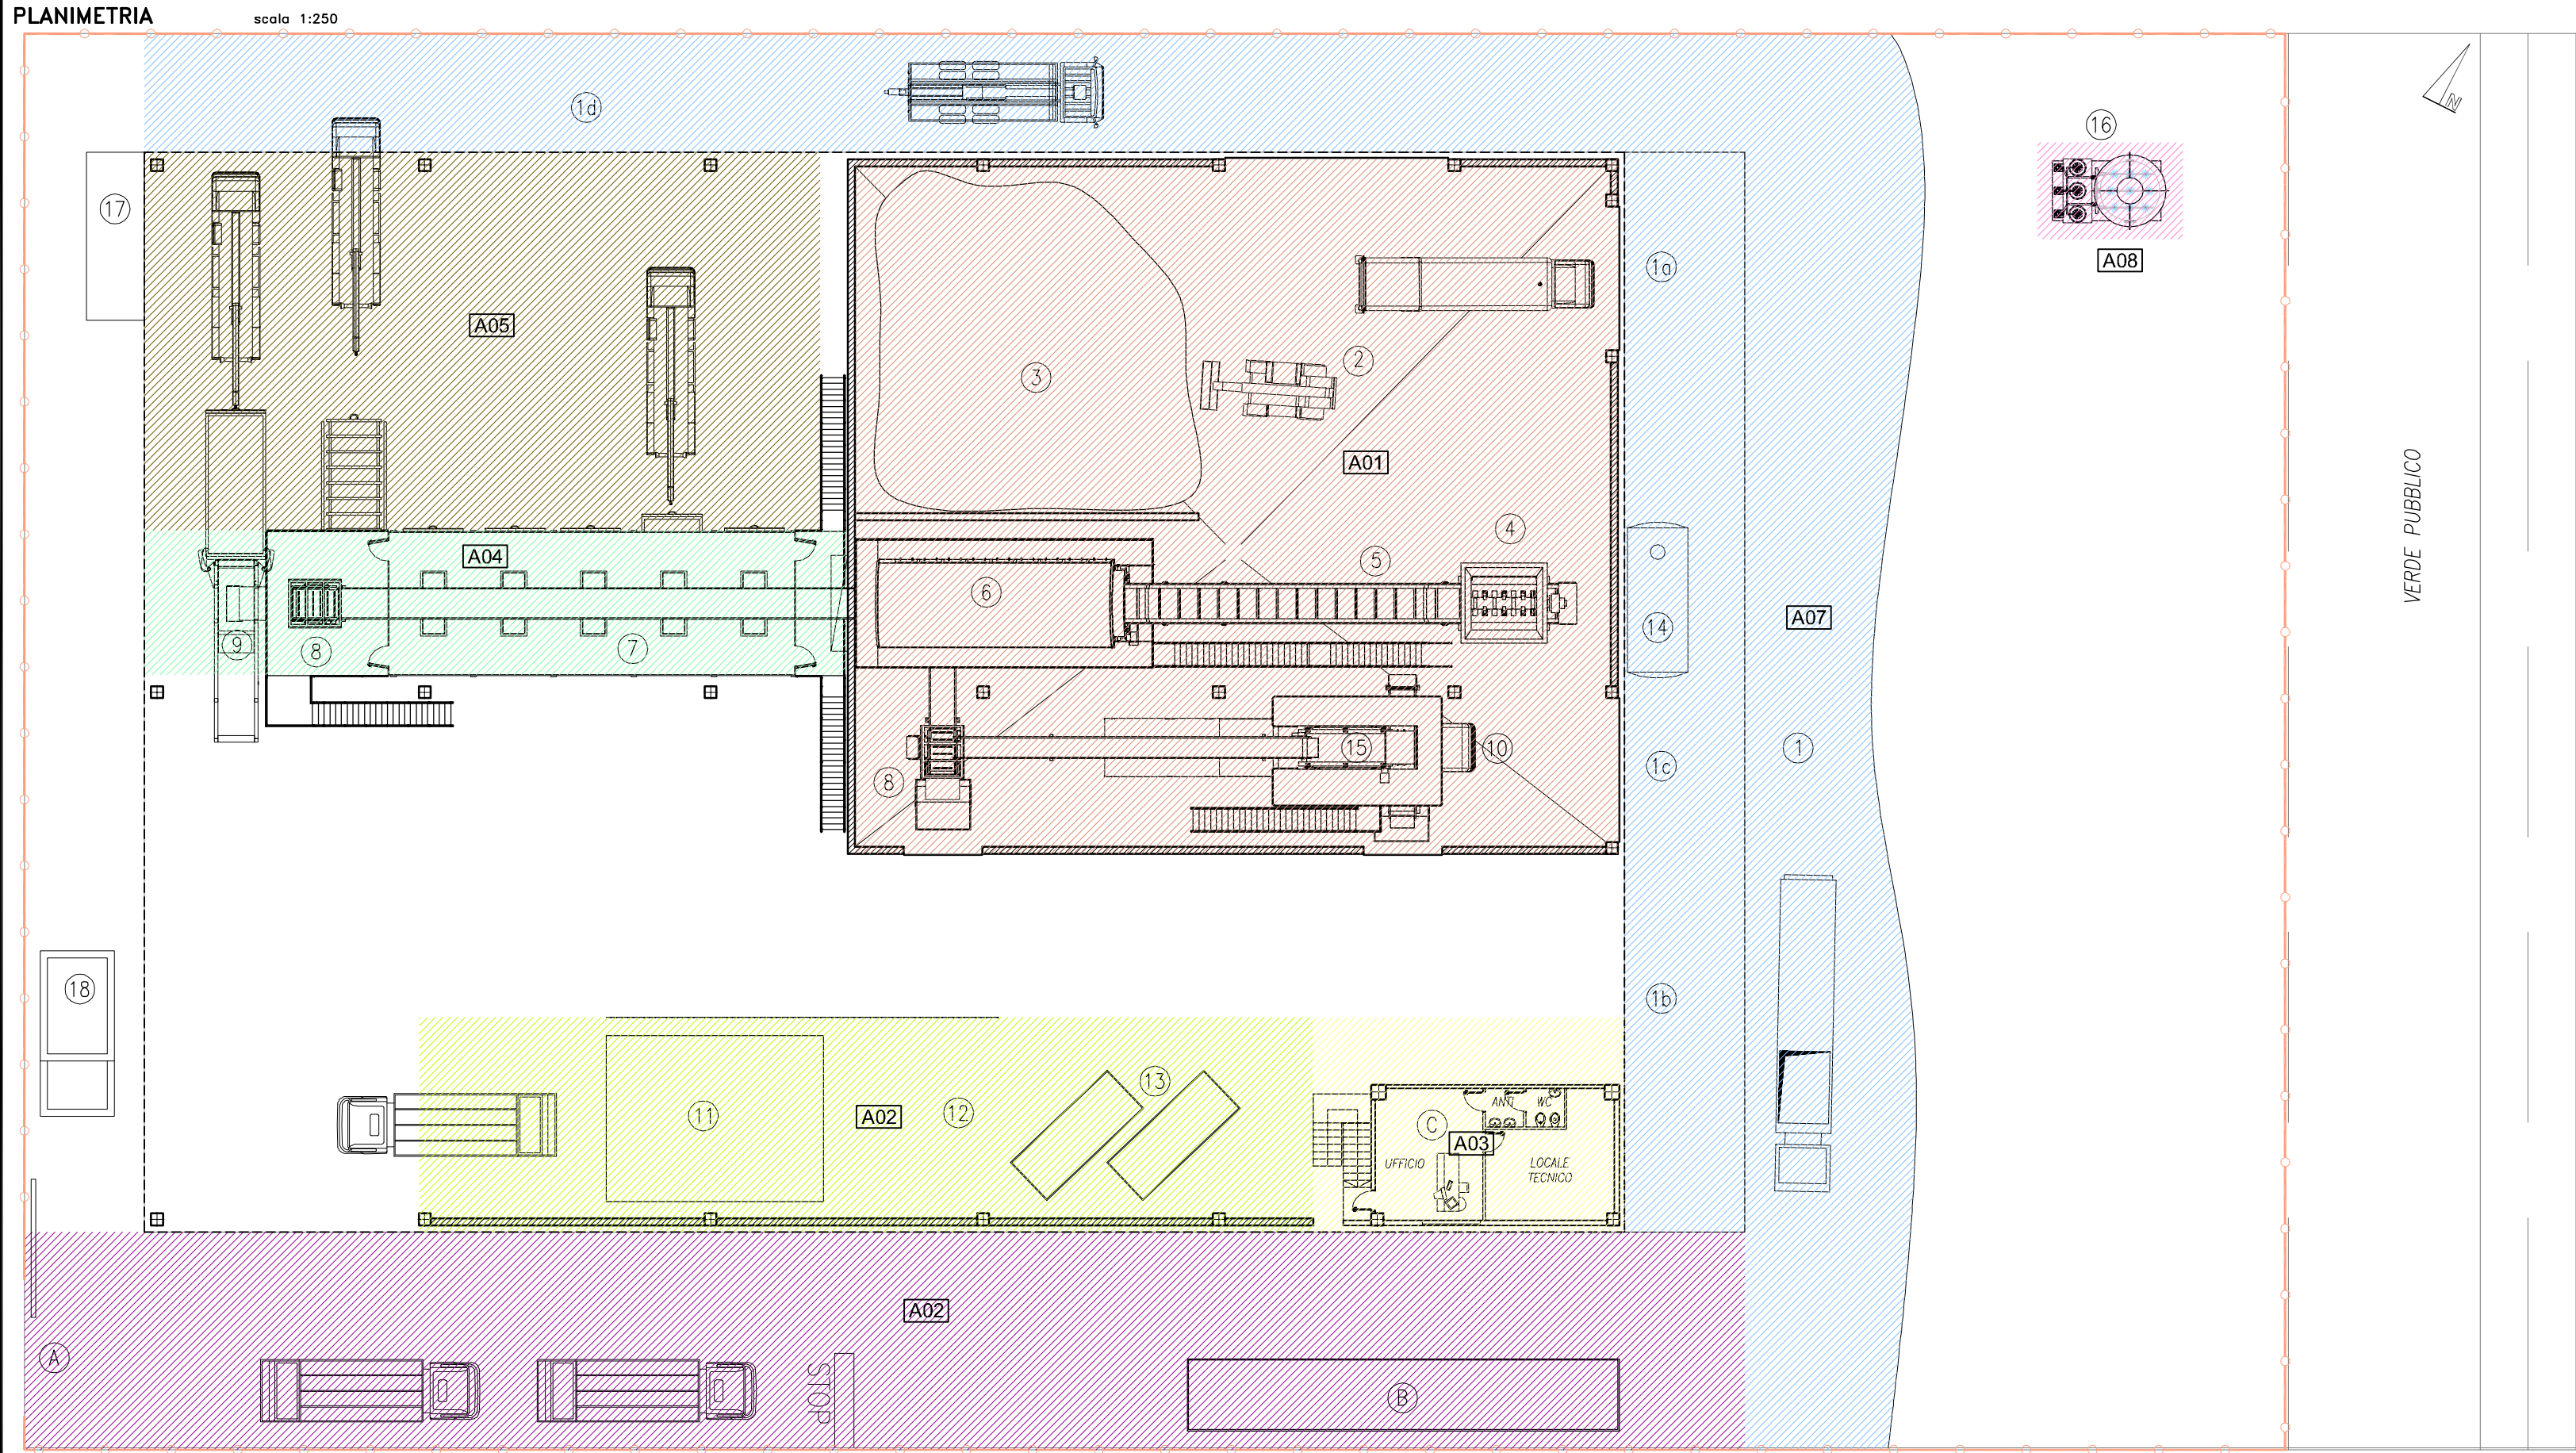 PLANIMETRIA
scala 1:250
1d
16
N
17
A08
1a
A05
3
2
A01
4
VERDE PUBBLICO
A04
5
6
14
A07
9
8
7
15
10
1
8
1c
18
1b
13
11
A02
12
C
ANTI
WC
A03
UFFICIO
LOCALE
TECNICO
A02
A
STOP
B